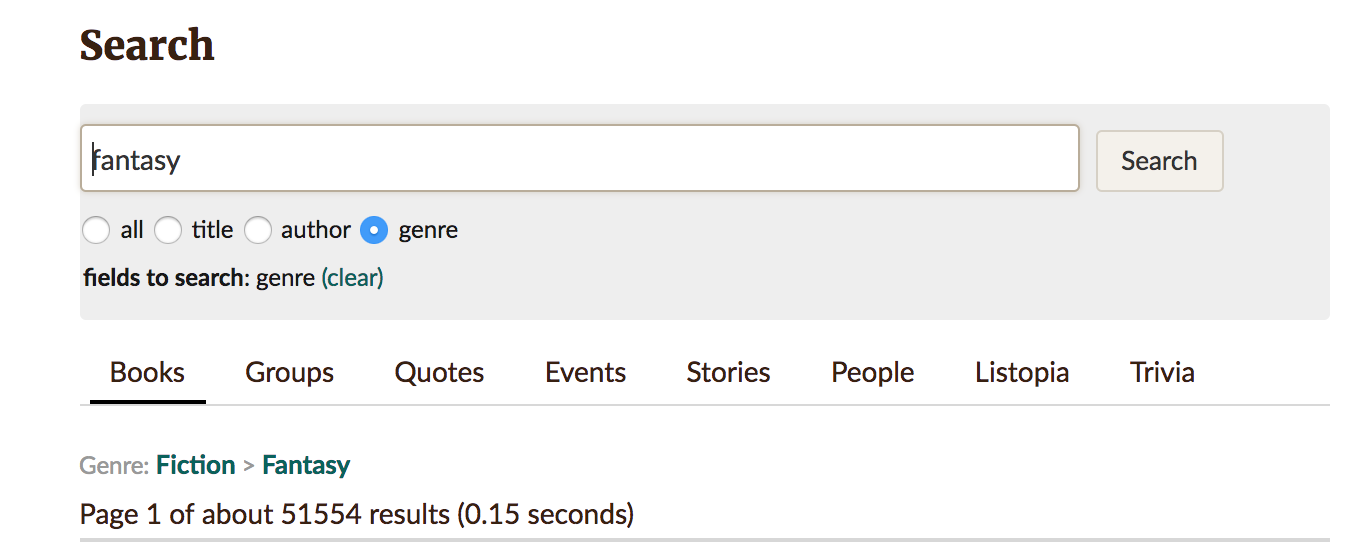 Search
fantasy
Search
all title author genre
fields to search: genre (clear)
Books Groups Quotes Events Stories People Listopia Trivia
Genre: Fiction > Fantasy
Page 1 of about 51554 results (0.15 seconds)